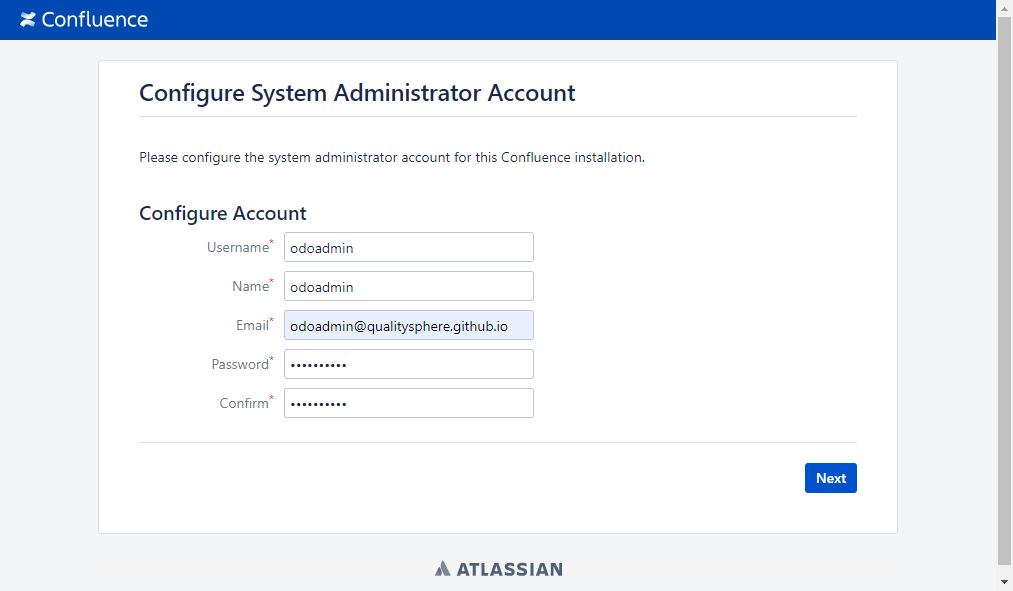 Confluence
Configure System Administrator Account
Please configure the system administrator account for this Confluence installation.
Configure Account
Username* odoadmin
Name* odoadmin
Email* odoadmin@qualitysphere.github.io
Password* ••••••••••
Confirm* ••••••••••
Next
ATLASSIAN